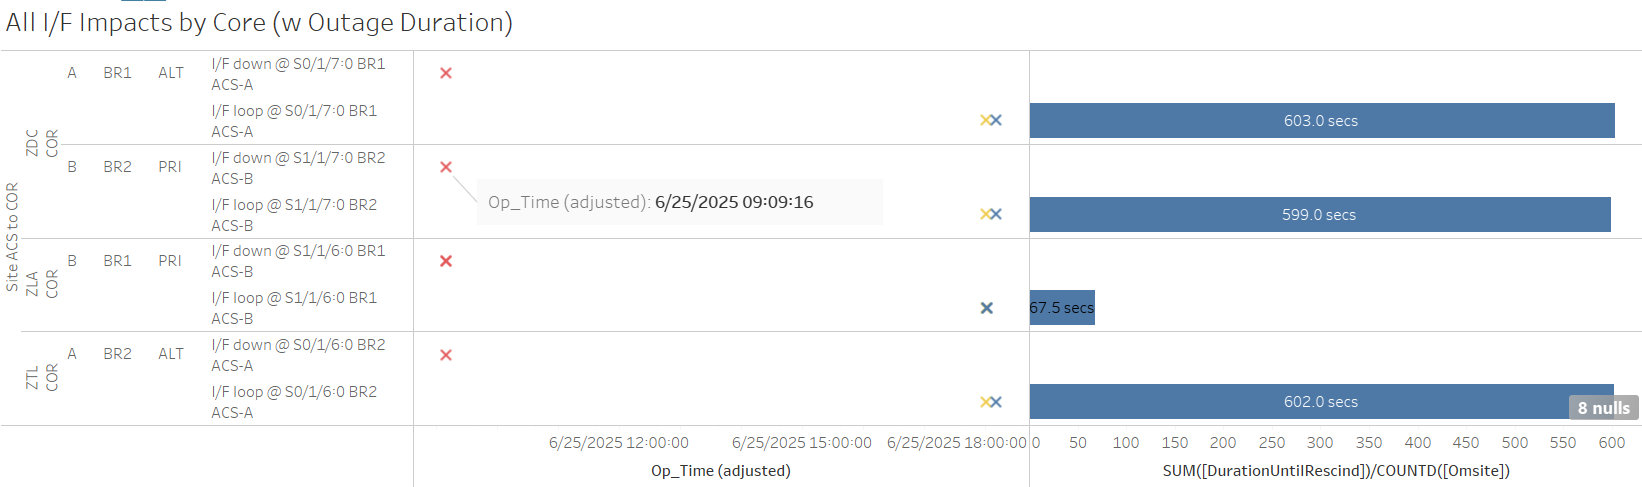 All I/F Impacts by Core (w Outage Duration)
Site ACS to COR
ZDC
COR
A BR1 ALT I/F down @ S0/1/7:0 BR1
ACS-A
I/F loop @ S0/1/7:0 BR1
ACS-A
603.0 secs
B BR2 PRI I/F down @ S1/1/7:0 BR2
ACS-B
Op_Time (adjusted): 6/25/2025 09:09:16
I/F loop @ S1/1/7:0 BR2
ACS-B
599.0 secs
ZLA
COR
B BR1 PRI I/F down @ S1/1/6:0 BR1
ACS-B
I/F loop @ S1/1/6:0 BR1
ACS-B
67.5 secs
ZTL
COR
A BR2 ALT I/F down @ S0/1/6:0 BR2
ACS-A
I/F loop @ S0/1/6:0 BR2
ACS-A
602.0 secs
8 nulls
6/25/2025 12:00:00 6/25/2025 15:00:00 6/25/2025 18:00:00 0 50 100 150 200 250 300 350 400 450 500 550 600
Op_Time (adjusted) SUM([DurationUntilRescind])/COUNTD([Omsite])